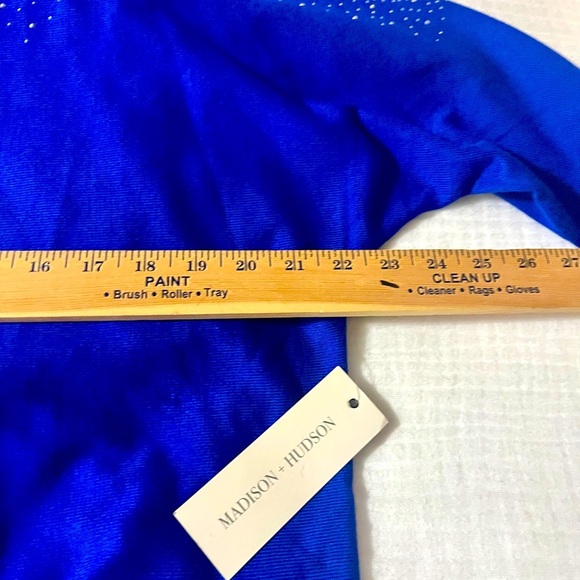 16 17 18 19 20 21 22 23 24 25 26 27
PAINT CLEAN UP
• Brush • Roller • Tray • Cleaner • Rags • Gloves
MADISON + HUDSON